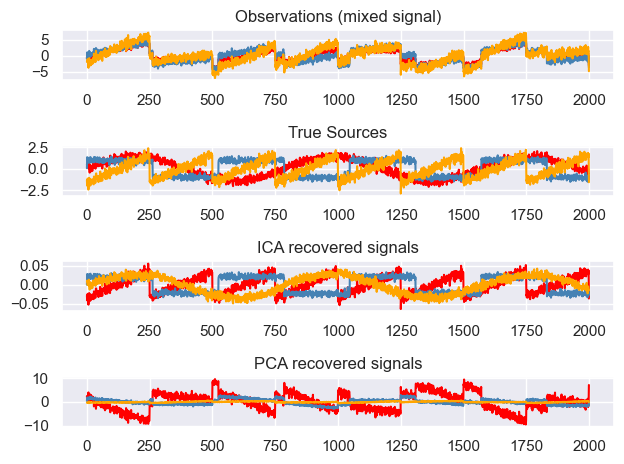 Observations (mixed signal)
5
0
−5
0 250 500 750 1000 1250 1500 1750 2000
True Sources
2.5
0.0
−2.5
0 250 500 750 1000 1250 1500 1750 2000
ICA recovered signals
0.05
0.00
−0.05
0 250 500 750 1000 1250 1500 1750 2000
PCA recovered signals
10
0
−10
0 250 500 750 1000 1250 1500 1750 2000